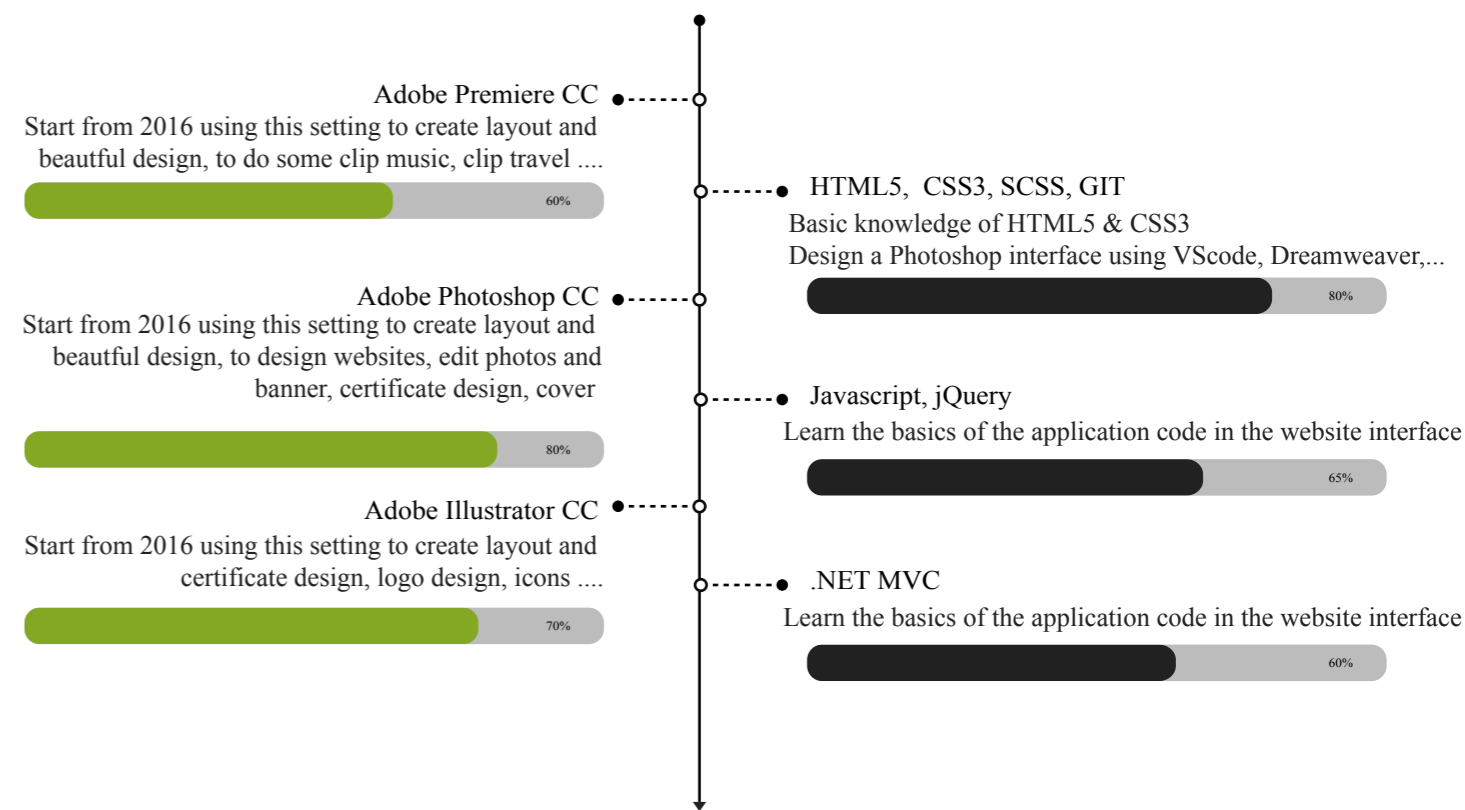 Adobe Premiere CC
Start from 2016 using this setting to create layout and
beautful design, to do some clip music, clip travel ....
60%
Adobe Photoshop CC
Start from 2016 using this setting to create layout and
beautful design, to design websites, edit photos and
banner, certificate design, cover
80%
Adobe Illustrator CC
Start from 2016 using this setting to create layout and
certificate design, logo design, icons ....
70%
HTML5, CSS3, SCSS, GIT
Basic knowledge of HTML5 & CSS3
Design a Photoshop interface using VScode, Dreamweaver,...
80%
Javascript, jQuery
Learn the basics of the application code in the website interface
65%
.NET MVC
Learn the basics of the application code in the website interface
60%